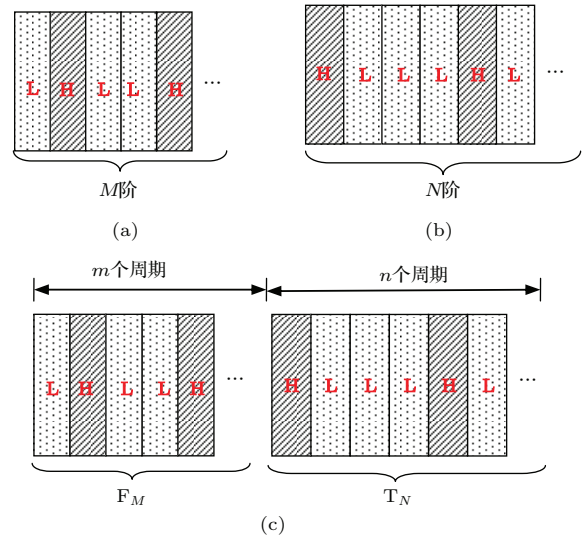 L H L L H ...
H L L L H L ...
M阶
N阶
(a)
(b)
m个周期
n个周期
L H L L H ...
H L L L H L ...
F_M
T_N
(c)